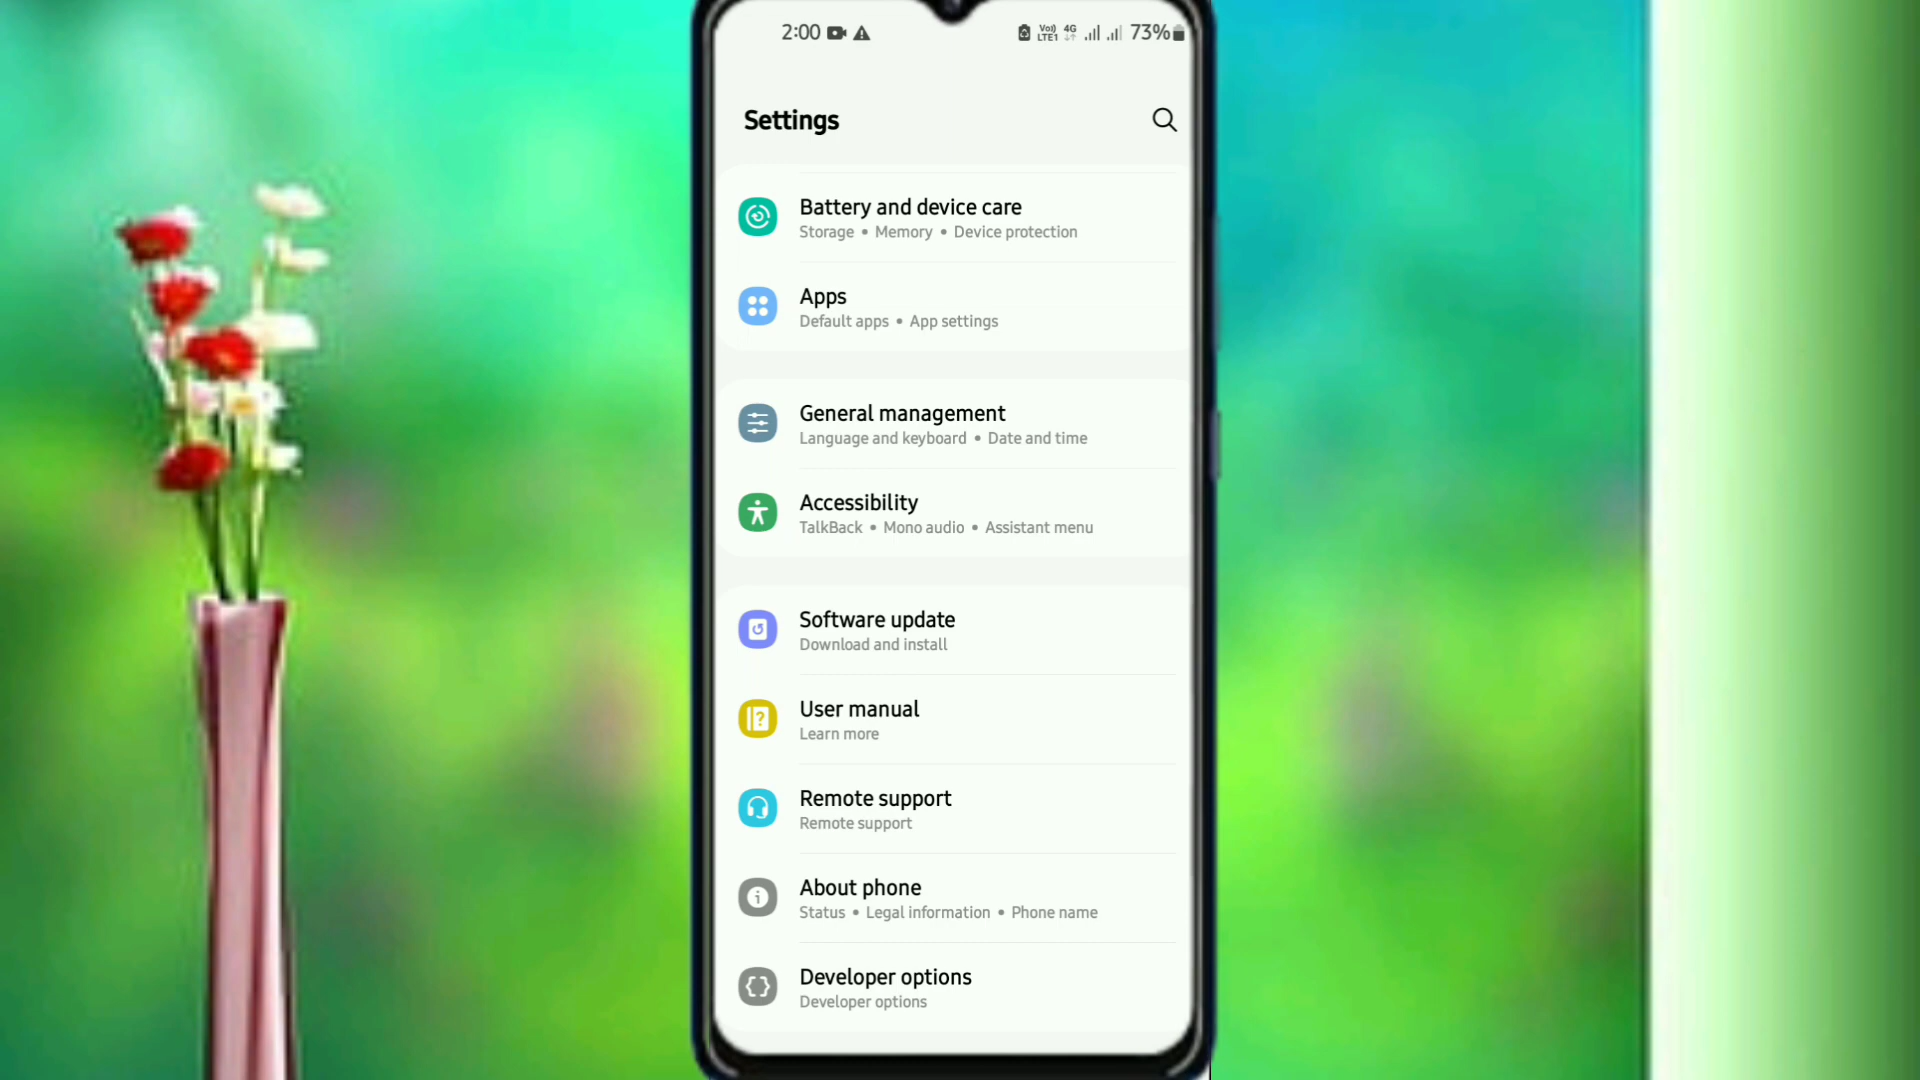 2:00 Vo) LTE1 4G 73%
Settings
Battery and device care
Storage • Memory • Device protection
Apps
Default apps • App settings
General management
Language and keyboard • Date and time
Accessibility
TalkBack • Mono audio • Assistant menu
Software update
Download and install
User manual
Learn more
Remote support
Remote support
About phone
Status • Legal information • Phone name
Developer options
Developer options